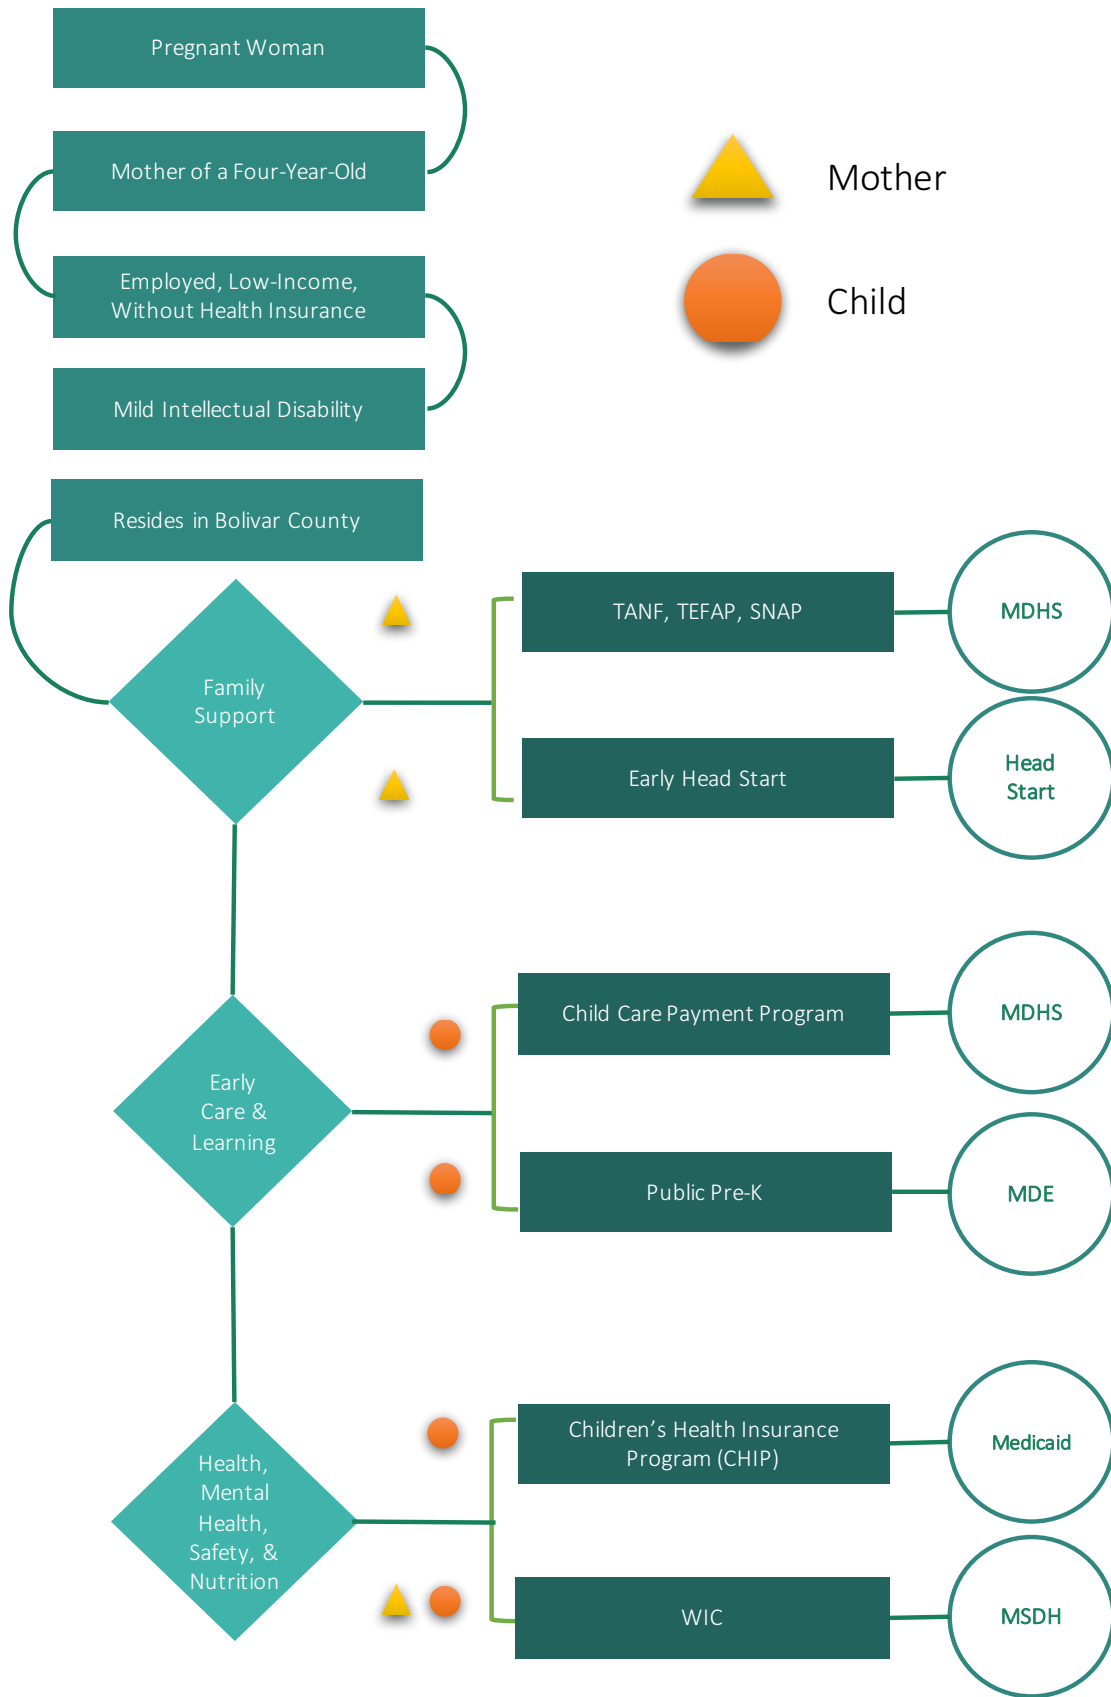 Pregnant Woman
Mother of a Four-Year-Old
Employed, Low-Income,
Without Health Insurance
Mild Intellectual Disability
Resides in Bolivar County
Mother
Child
Family
Support
TANF, TEFAP, SNAP
MDHS
Early Head Start
Head
Start
Early
Care &
Learning
Child Care Payment Program
MDHS
Public Pre-K
MDE
Health,
Mental
Health,
Safety, &
Nutrition
Children’s Health Insurance
Program (CHIP)
Medicaid
WIC
MSDH